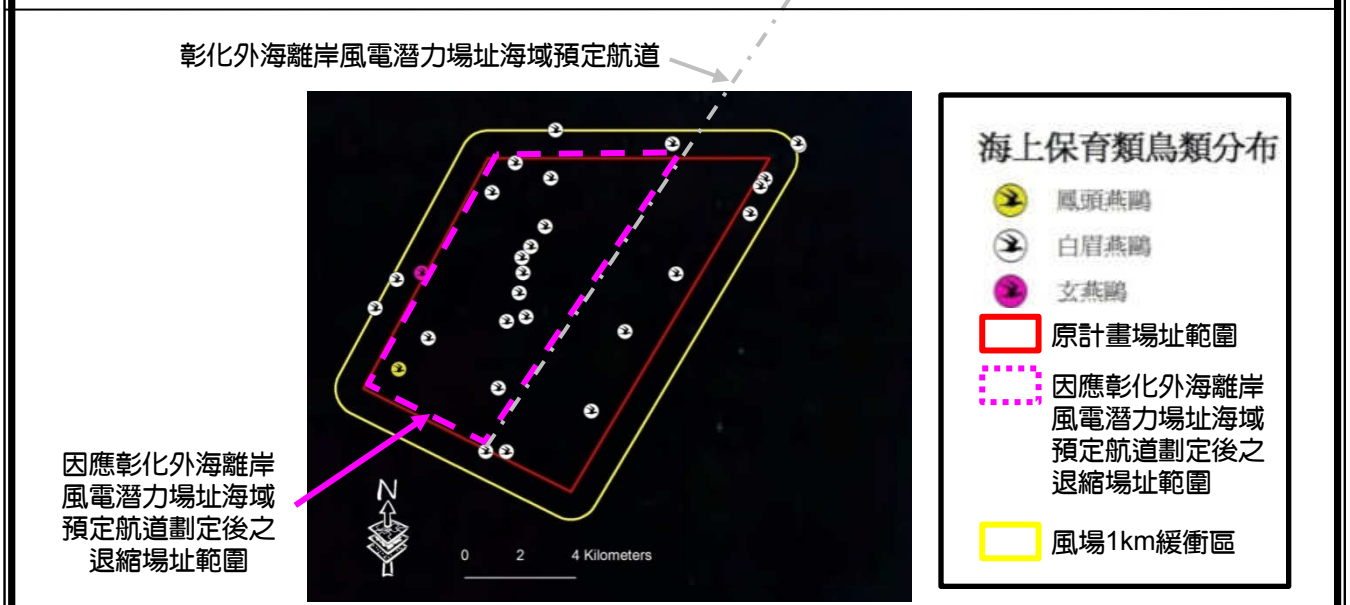 彰化外海離岸風電潛力場址海域預定航道
海上保育類鳥類分布
鳳頭燕鷗
白眉燕鷗
玄燕鷗
原計畫場址範圍
因應彰化外海離岸
風電潛力場址海域
預定航道劃定後之
退縮場址範圍
風場1km緩衝區
因應彰化外海離岸
風電潛力場址海域
預定航道劃定後之
退縮場址範圍
N
0 2 4 Kilometers